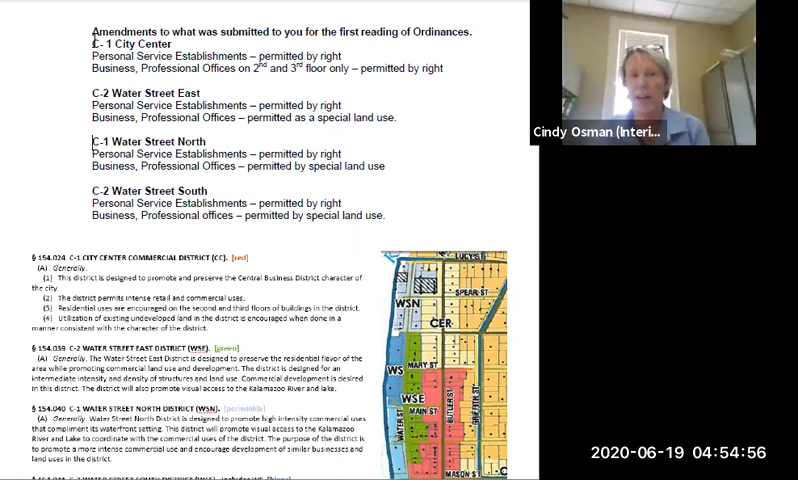 Amendments to what was submitted to you for the first reading of Ordinances.
C- 1 City Center
Personal Service Establishments – permitted by right
Business, Professional Offices on 2nd and 3rd floor only – permitted by right
C-2 Water Street East
Personal Service Establishments – permitted by right
Business, Professional Offices – permitted as a special land use.
C-1 Water Street North
Personal Service Establishments – permitted by right
Business, Professional Offices – permitted by special land use
C-2 Water Street South
Personal Service Establishments – permitted by right
Business, Professional offices – permitted by special land use.
§ 154.024 C-1 CITY CENTER COMMERCIAL DISTRICT (CC). [red]
(A) Generally.
(1) This district is designed to promote and preserve the Central Business District character of
the city.
(2) The district permits intense retail and commercial uses.
(3) Residential uses are encouraged on the second and third floors of buildings in the district.
(4) Utilization of existing undeveloped land in the district is encouraged when done in a
manner consistent with the character of the district.
§ 154.039 C-2 WATER STREET EAST DISTRICT (WSE). [green]
(A) Generally. The Water Street East District is designed to preserve the residential flavor of the
area while promoting commercial land use and development. The district is designed for an
intermediate intensity and density of structures and land use. Commercial development is desired
in this district. The district will also promote visual access to the Kalamazoo River and lake.
§ 154.040 C-1 WATER STREET NORTH DISTRICT (WSN). [periwinkle]
(A) Generally. Water Street North District is designed to promote high intensity commercial uses
that compliment its waterfront setting. This district will promote visual access to the Kalamazoo
River and Lake to coordinate with the commercial uses of the district. The purpose of the district is
to promote a more intense commercial use and encourage development of similar businesses and
land uses in the district.
LUCY ST
SPEAR ST
WSN
CER
MARY ST
WS
WSE
MAIN ST
WATER ST
BUTLER ST
GRIFFITH ST
MASON ST
Cindy Osman (Interi...
2020-06-19 04:54:56